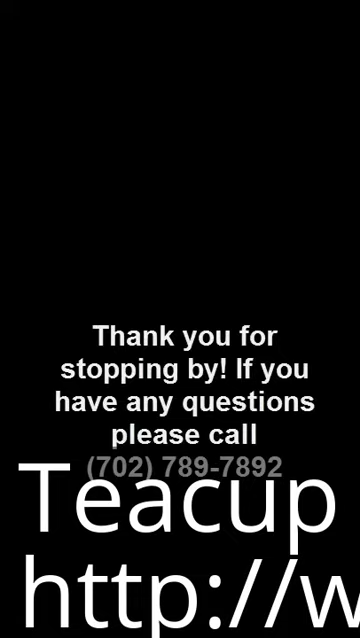 Thank you for
stopping by! If you
have any questions
please call
(702) 789-7892
Teacup
http://w